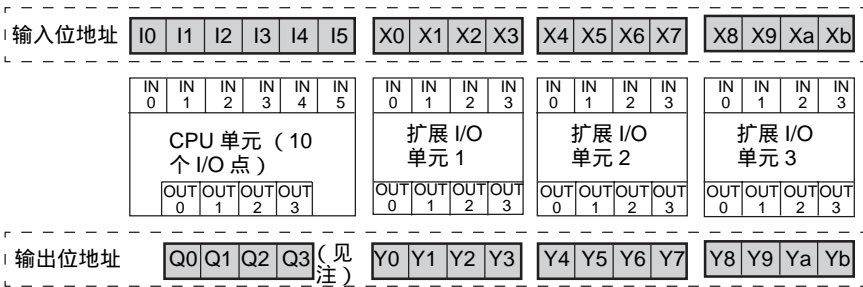 输入位地址 I0 I1 I2 I3 I4 I5 X0 X1 X2 X3 X4 X5 X6 X7 X8 X9 Xa Xb
IN IN IN IN IN IN IN IN IN IN IN IN IN IN IN IN IN IN
0 1 2 3 4 5 0 1 2 3 0 1 2 3 0 1 2 3
CPU 单元 （10 扩展 I/O 扩展 I/O 扩展 I/O
个 I/O 点） 单元 1 单元 2 单元 3
OUT OUT OUT OUT OUT OUT OUT OUT OUT OUT OUT OUT OUT OUT OUT OUT
0 1 2 3 0 1 2 3 0 1 2 3 0 1 2 3
输出位地址 Q0 Q1 Q2 Q3 （见 Y0 Y1 Y2 Y3 Y4 Y5 Y6 Y7 Y8 Y9 Ya Yb
注）